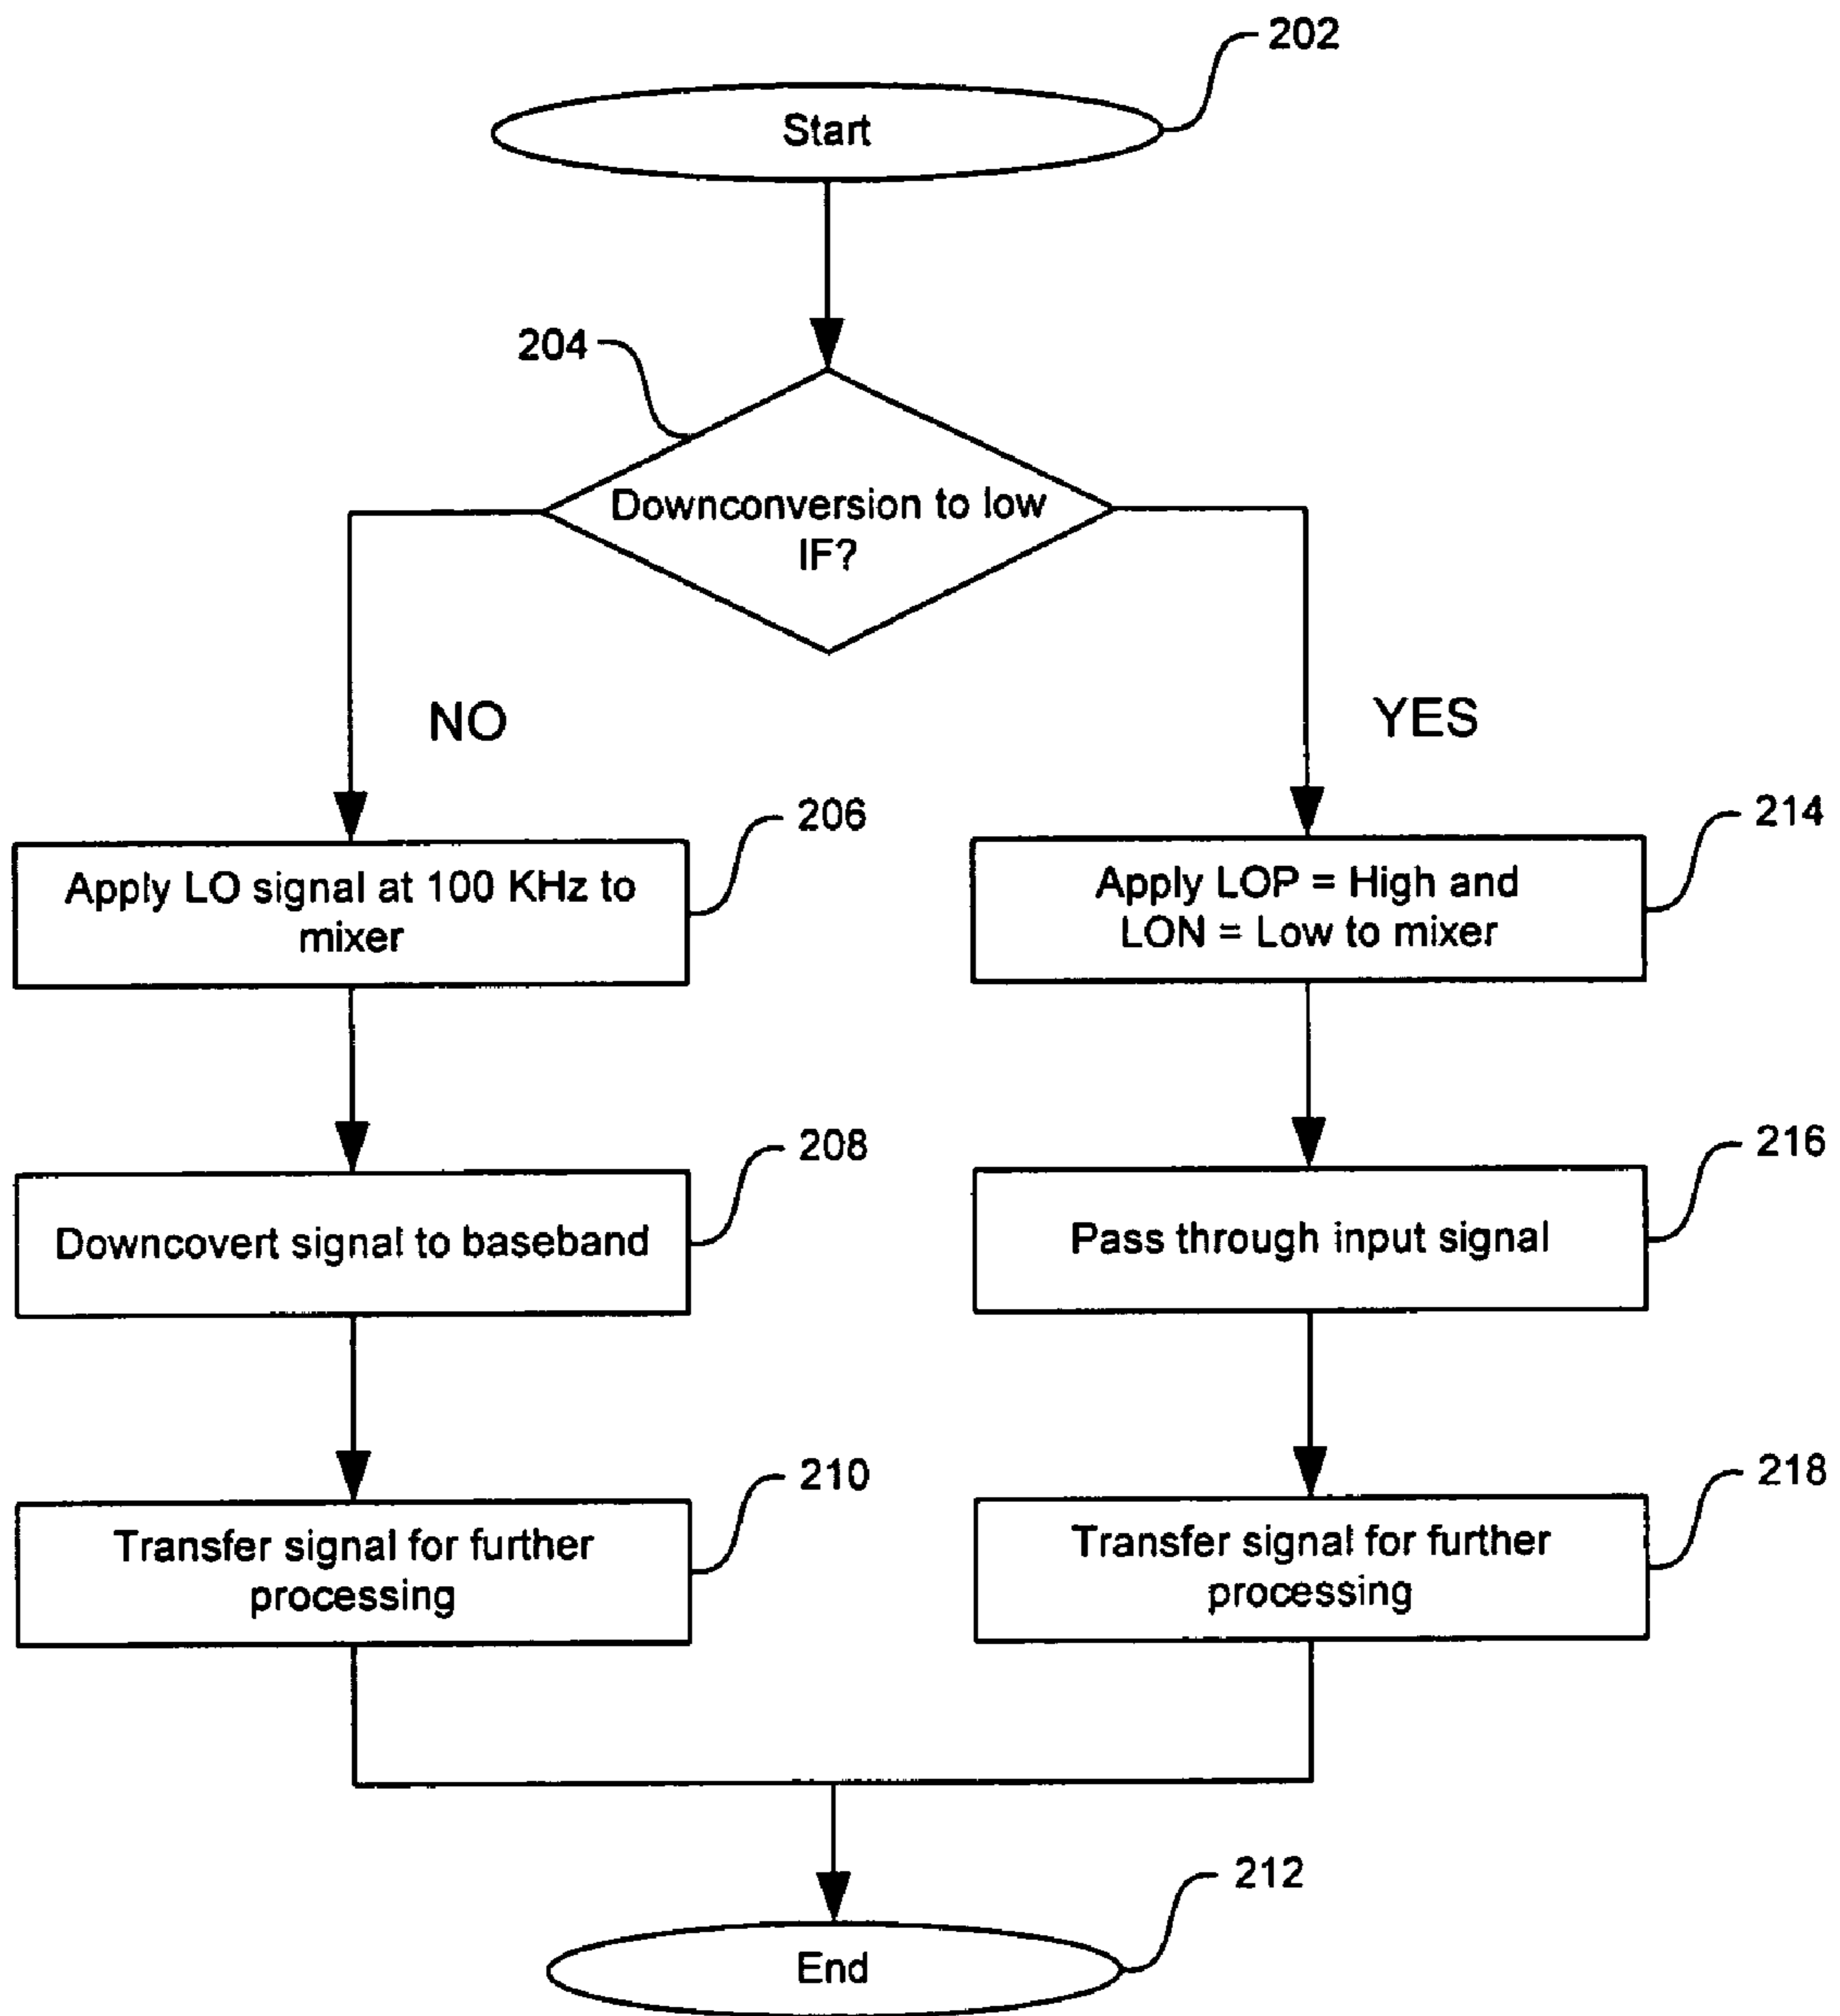 202
Start
204
Downconversion to low
IF?
NO
YES
206
Apply LO signal at 100 KHz to
mixer
214
Apply LOP = High and
LON = Low to mixer
208
Downcovert signal to baseband
216
Pass through input signal
210
Transfer signal for further
processing
218
Transfer signal for further
processing
212
End